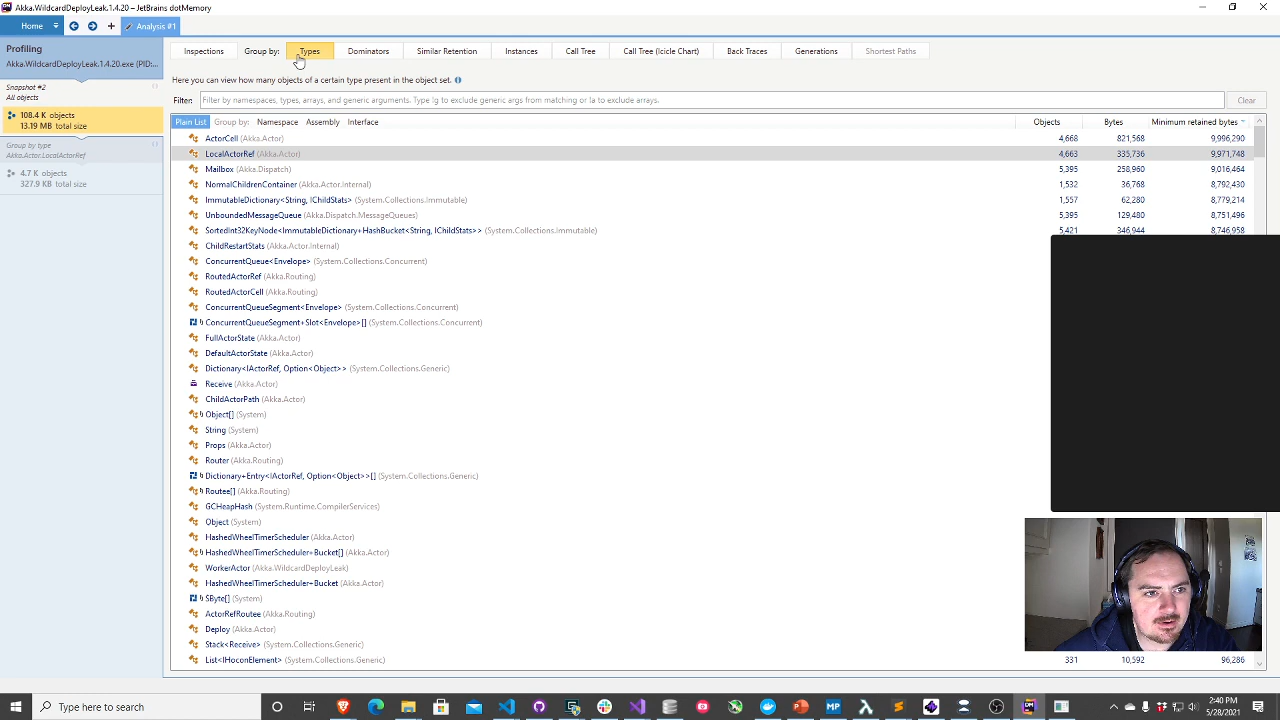 Akka.WildcardDeployLeak.1.4.20 – JetBrains dotMemory
Home
Analysis #1
Profiling
Akka.WildcardDeployLeak.1.4.20.exe (PID:...
Snapshot #2
All objects
108.4 K objects
13.19 MB total size
Group by type
Akka.Actor.LocalActorRef
4.7 K objects
327.9 KB total size
Inspections Group by: Types Dominators Similar Retention Instances Call Tree Call Tree (Icicle Chart) Back Traces Generations Shortest Paths
Here you can view how many objects of a certain type present in the object set.
Filter: Filter by namespaces, types, arrays, and generic arguments. Type !g to exclude generic args from matching or !a to exclude arrays. Clear
Plain List Group by: Namespace Assembly Interface Objects Bytes Minimum retained bytes
ActorCell (Akka.Actor) 4,668 821,568 9,996,290
LocalActorRef (Akka.Actor) 4,663 335,736 9,971,748
Mailbox (Akka.Dispatch) 5,395 258,960 9,016,464
NormalChildrenContainer (Akka.Actor.Internal) 1,532 36,768 8,792,430
ImmutableDictionary<String, IChildStats> (System.Collections.Immutable) 1,557 62,280 8,779,214
UnboundedMessageQueue (Akka.Dispatch.MessageQueues) 5,395 129,480 8,751,496
SortedInt32KeyNode<ImmutableDictionary+HashBucket<String, IChildStats>> (System.Collections.Immutable) 5,421 346,944 8,746,958
ChildRestartStats (Akka.Actor.Internal)
ConcurrentQueue<Envelope> (System.Collections.Concurrent)
RoutedActorRef (Akka.Routing)
RoutedActorCell (Akka.Routing)
ConcurrentQueueSegment<Envelope> (System.Collections.Concurrent)
ConcurrentQueueSegment+Slot<Envelope>[] (System.Collections.Concurrent)
FullActorState (Akka.Actor)
DefaultActorState (Akka.Actor)
Dictionary<IActorRef, Option<Object>> (System.Collections.Generic)
Receive (Akka.Actor)
ChildActorPath (Akka.Actor)
Object[] (System)
String (System)
Props (Akka.Actor)
Router (Akka.Routing)
Dictionary+Entry<IActorRef, Option<Object>>[] (System.Collections.Generic)
Routee[] (Akka.Routing)
GCHeapHash (System.Runtime.CompilerServices)
Object (System)
HashedWheelTimerScheduler (Akka.Actor)
HashedWheelTimerScheduler+Bucket[] (Akka.Actor)
WorkerActor (Akka.WildcardDeployLeak)
HashedWheelTimerScheduler+Bucket (Akka.Actor)
SByte[] (System)
ActorRefRoutee (Akka.Routing)
Deploy (Akka.Actor)
Stack<Receive> (System.Collections.Generic)
List<IHoconElement> (System.Collections.Generic) 331 10,592 96,286
Type here to search
2:40 PM
5/28/2021